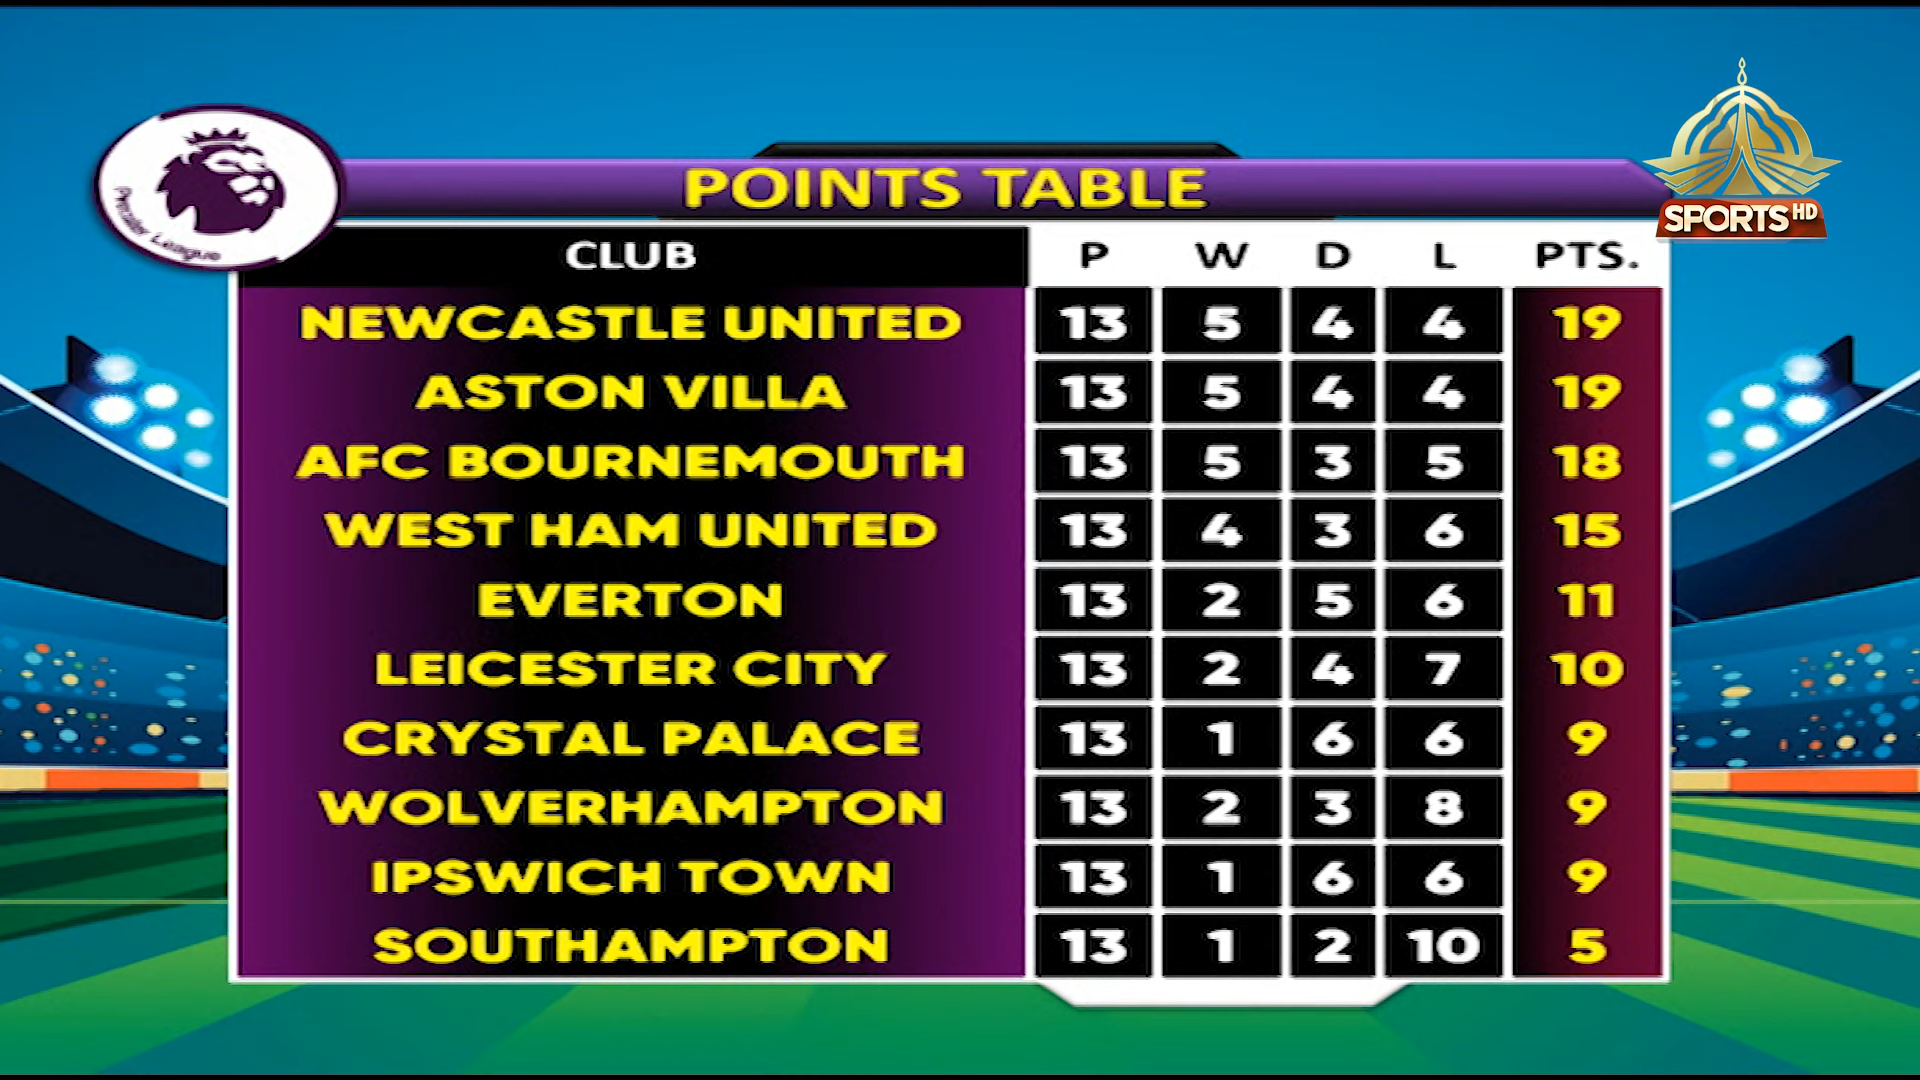 POINTS TABLE
SPORTS HD
Premier League
CLUB P W D L PTS.
NEWCASTLE UNITED 13 5 4 4 19
ASTON VILLA 13 5 4 4 19
AFC BOURNEMOUTH 13 5 3 5 18
WEST HAM UNITED 13 4 3 6 15
EVERTON 13 2 5 6 11
LEICESTER CITY 13 2 4 7 10
CRYSTAL PALACE 13 1 6 6 9
WOLVERHAMPTON 13 2 3 8 9
IPSWICH TOWN 13 1 6 6 9
SOUTHAMPTON 13 1 2 10 5